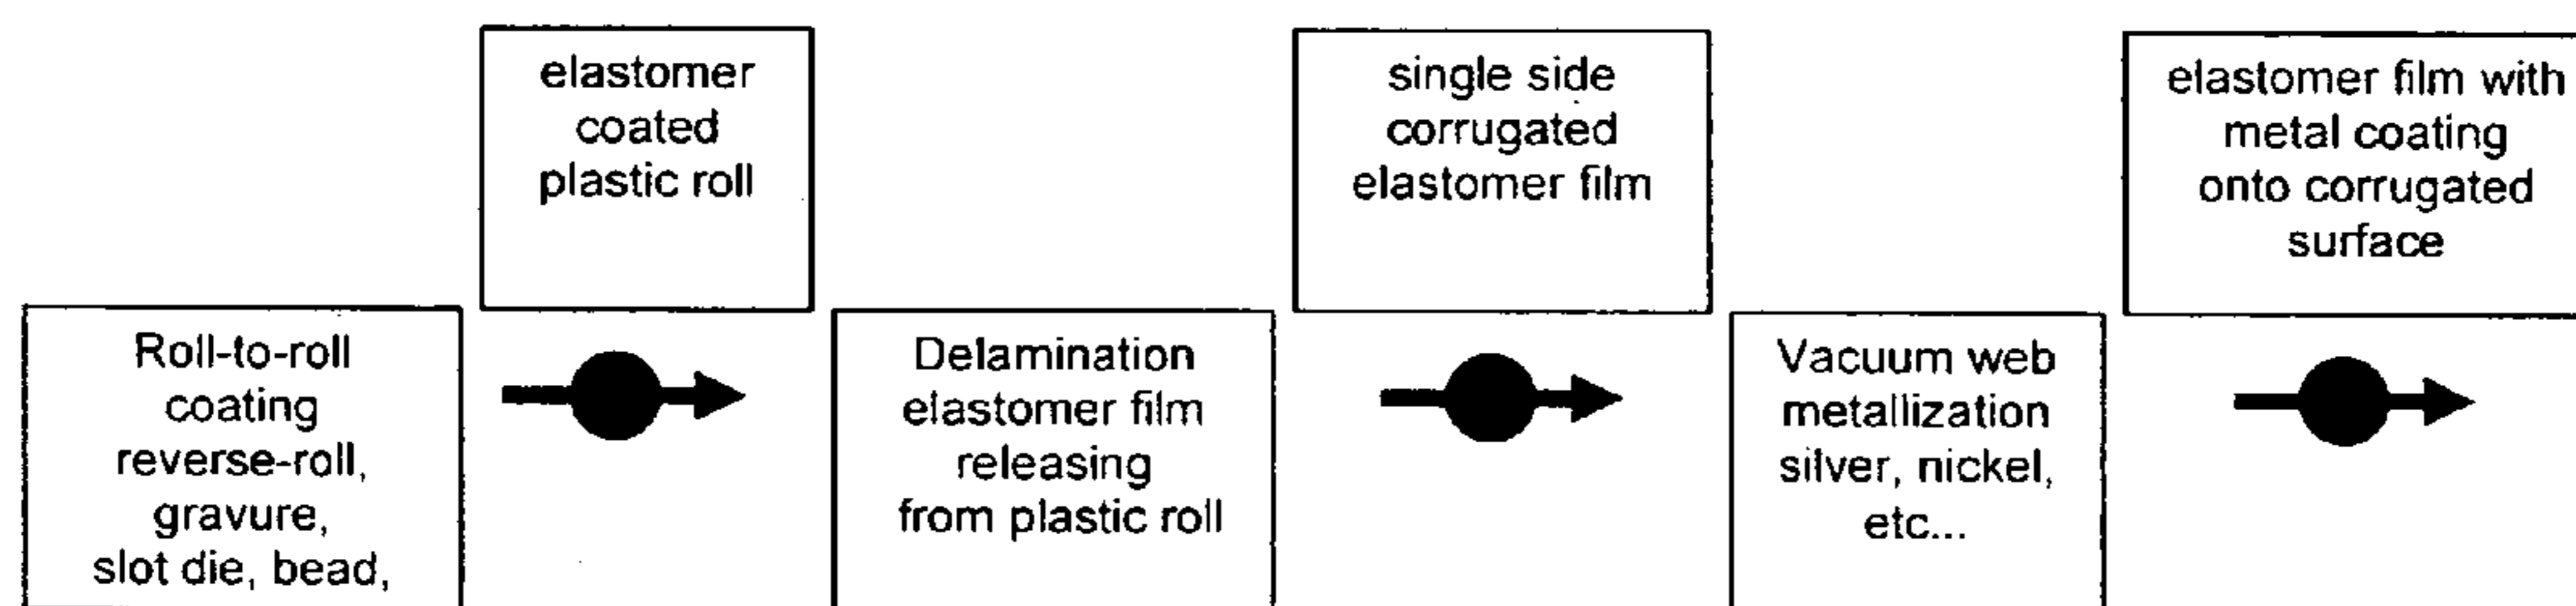 elastomer
coated
plastic roll
single side
corrugated
elastomer film
elastomer film with
metal coating
onto corrugated
surface
Roll-to-roll
coating
reverse-roll,
gravure,
slot die, bead,
Delamination
elastomer film
releasing
from plastic roll
Vacuum web
metallization
silver, nickel,
etc...